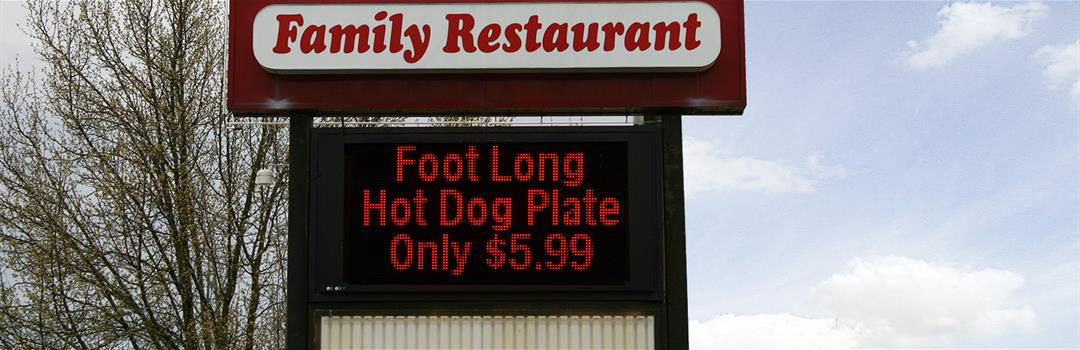 Family Restaurant
Foot Long
Hot Dog Plate
Only $5.99